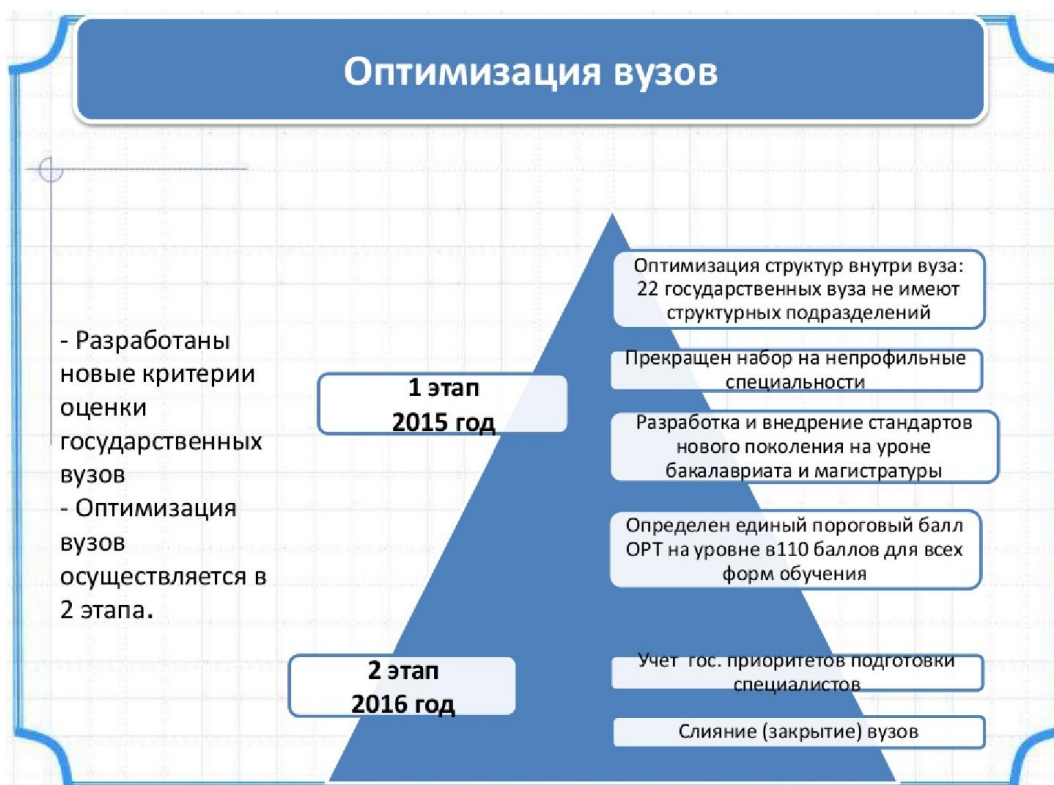 Оптимизация вузов
- Разработаны
новые критерии
оценки
государственных
вузов
- Оптимизация
вузов
осуществляется в
2 этапа.
1 этап
2015 год
Оптимизация структур внутри вуза:
22 государственных вуза не имеют
структурных подразделений
Прекращен набор на непрофильные
специальности
Разработка и внедрение стандартов
нового поколения на уроне
бакалавриата и магистратуры
Определен единый пороговый балл
ОРТ на уровне в110 баллов для всех
форм обучения
2 этап
2016 год
Учет гос. приоритетов подготовки
специалистов
Слияние (закрытие) вузов